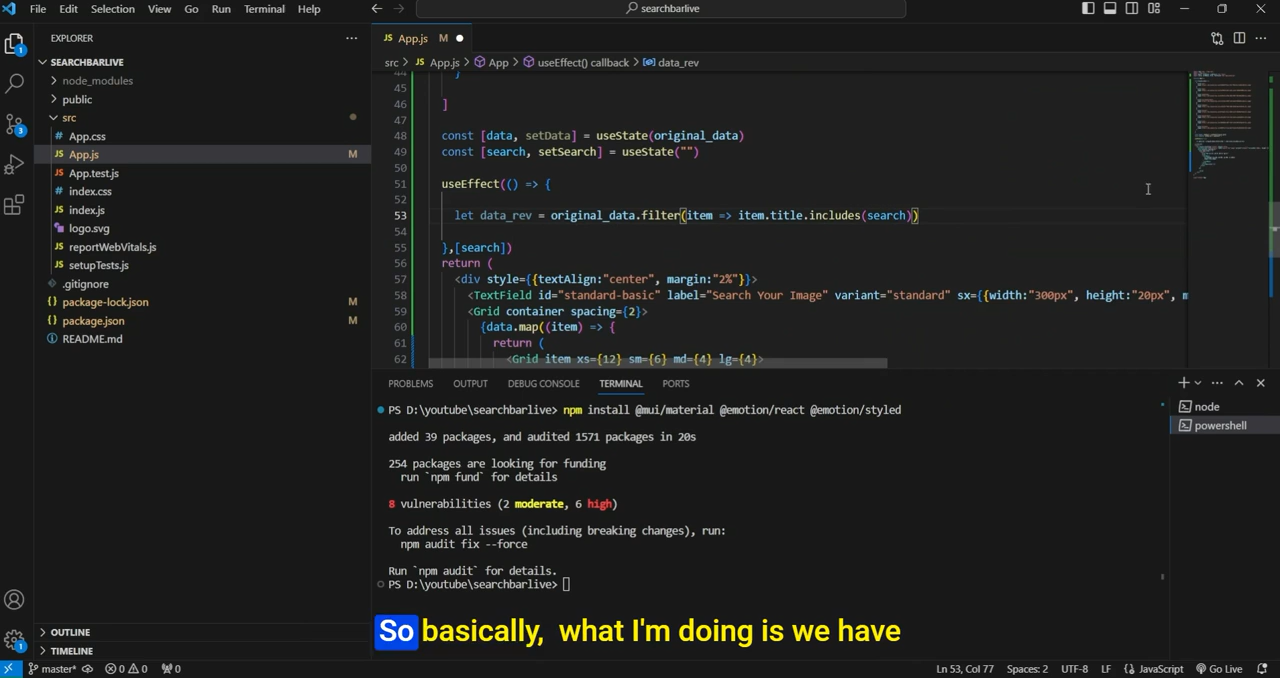 File Edit Selection View Go Run Terminal Help
searchbarlive
EXPLORER
SEARCHBARLIVE
node_modules
public
src
App.css
JS App.js M
App.test.js
index.css
JS index.js
logo.svg
JS reportWebVitals.js
JS setupTests.js
.gitignore
package-lock.json M
package.json M
README.md
OUTLINE
TIMELINE
1
3
1
JS App.js M
src > JS App.js > App > useEffect() callback > data_rev
44 }
45
46 ]
47
48 const [data, setData] = useState(original_data)
49 const [search, setSearch] = useState("")
50
51 useEffect(() => {
52
53 let data_rev = original_data.filter(item => item.title.includes(search))
54
55 },[search])
56 return (
57 <div style={{textAlign:"center", margin:"2%"}}>
58 <TextField id="standard-basic" label="Search Your Image" variant="standard" sx={{width:"300px", height:"20px", m
59 <Grid container spacing={2}>
60 {data.map((item) => {
61 return (
62 <Grid item xs={12} sm={6} md={4} lg={4}>
PROBLEMS OUTPUT DEBUG CONSOLE TERMINAL PORTS
node
powershell
PS D:\youtube\searchbarlive> npm install @mui/material @emotion/react @emotion/styled
added 39 packages, and audited 1571 packages in 20s
254 packages are looking for funding
run `npm fund` for details
8 vulnerabilities (2 moderate, 6 high)
To address all issues (including breaking changes), run:
npm audit fix --force
Run `npm audit` for details.
PS D:\youtube\searchbarlive>
So basically, what I'm doing is we have
master* 0 0 0 Ln 53, Col 77 Spaces: 2 UTF-8 LF JavaScript Go Live